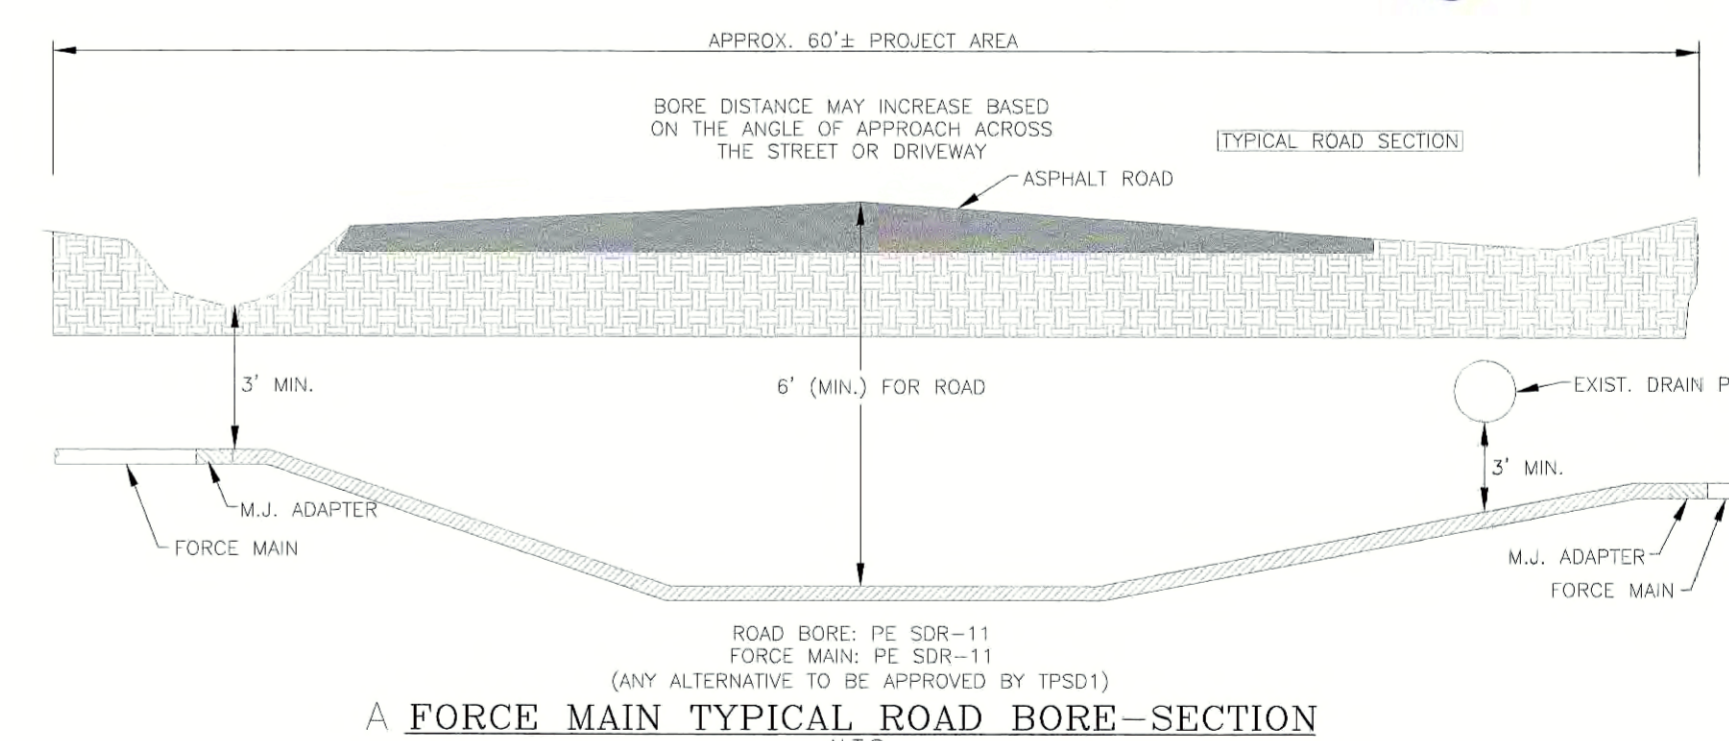 APPROX. 60'± PROJECT AREA
BORE DISTANCE MAY INCREASE BASED
ON THE ANGLE OF APPROACH ACROSS
THE STREET OR DRIVEWAY
TYPICAL ROAD SECTION
ASPHALT ROAD
3' MIN.
6' (MIN.) FOR ROAD
EXIST. DRAIN P
3' MIN.
M.J. ADAPTER
FORCE MAIN
M.J. ADAPTER
FORCE MAIN
ROAD BORE: PE SDR-11
FORCE MAIN: PE SDR-11
(ANY ALTERNATIVE TO BE APPROVED BY TPSD1)
A FORCE MAIN TYPICAL ROAD BORE-SECTION